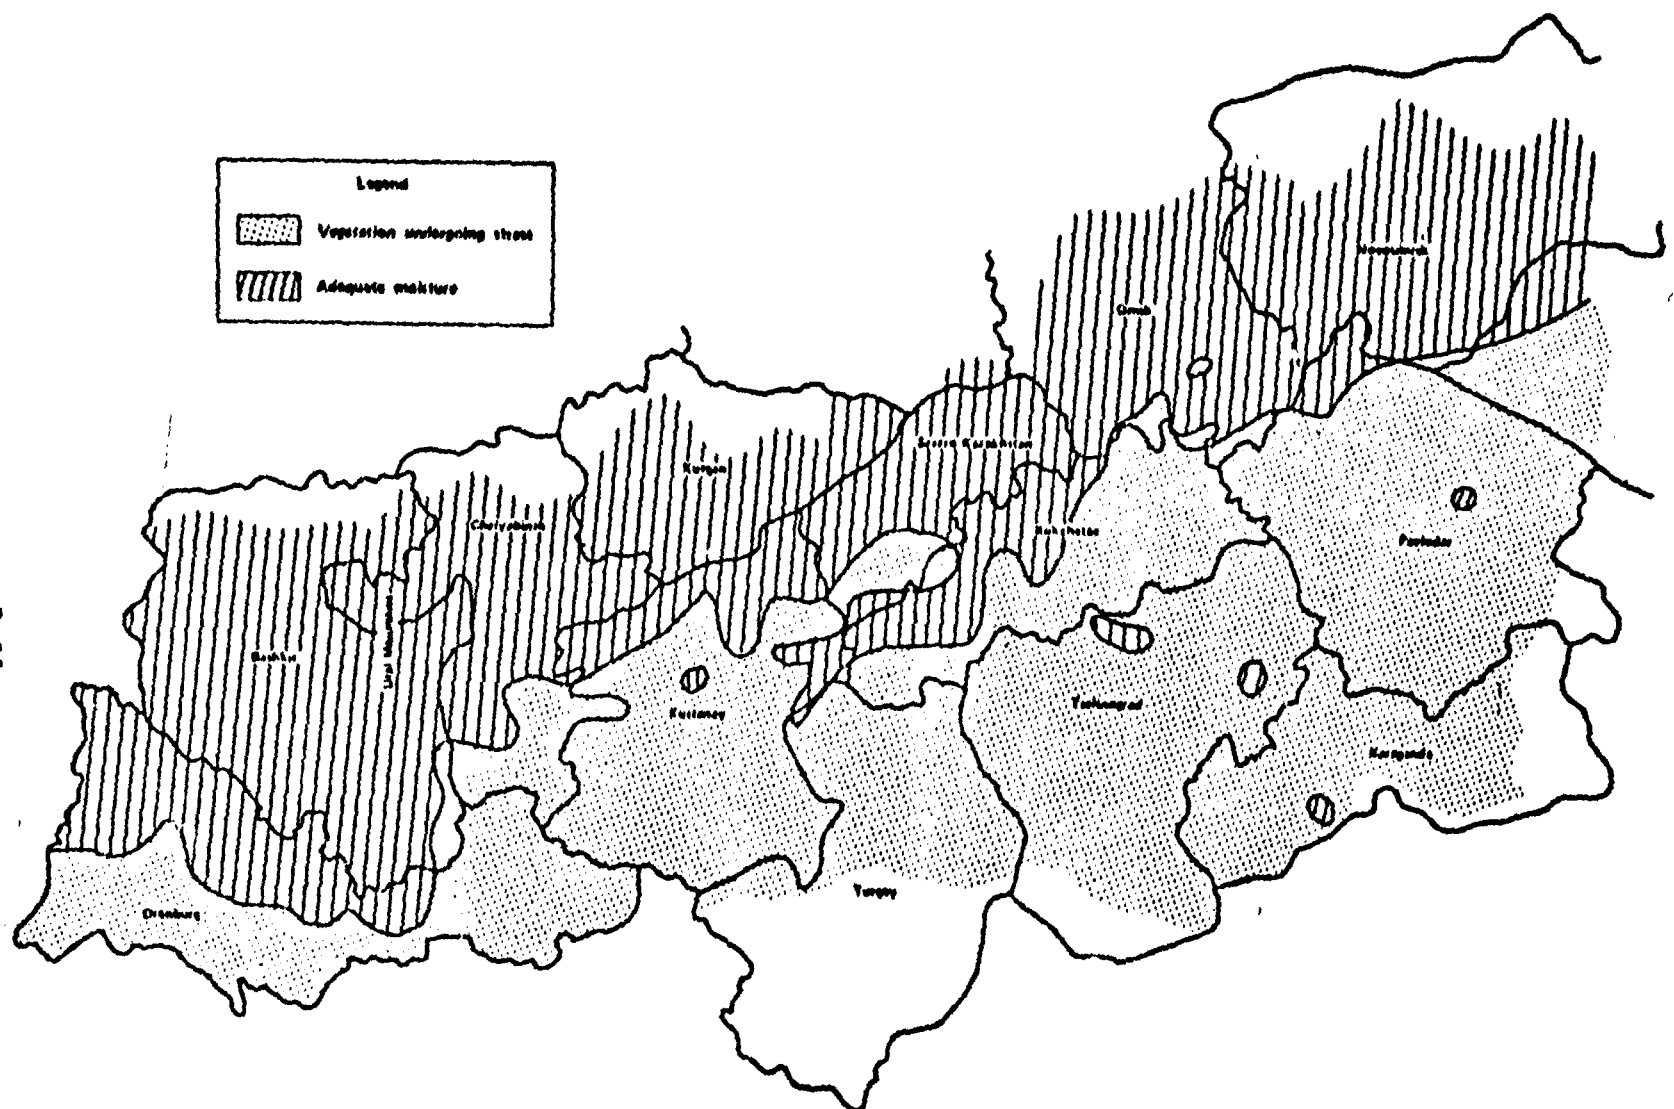 Legend
Vegetation undergoing stress
Adequate moisture
Novosibirsk
Omsk
Severo Kazakhstan
Kurgan
Chelyabinsk
Kokchetav
Pavlodar
Ural Mountains
Bashkir
Kustanay
Tselinograd
Karaganda
Turgay
Orenburg